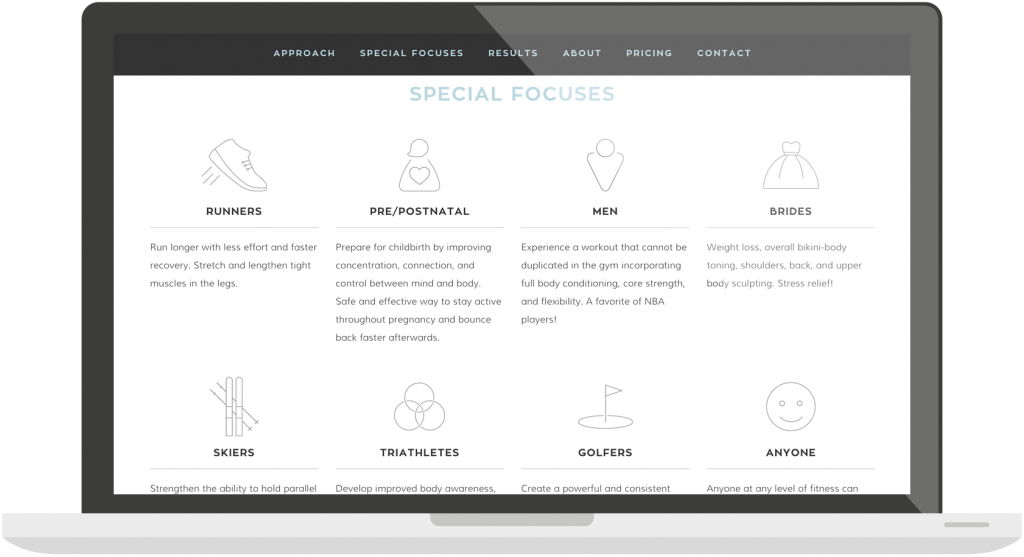 APPROACH SPECIAL FOCUSES RESULTS ABOUT PRICING CONTACT
SPECIAL FOCUSES
RUNNERS
Run longer with less effort and faster
recovery. Stretch and lengthen tight
muscles in the legs.
PRE/POSTNATAL
Prepare for childbirth by improving
concentration, connection, and
control between mind and body.
Safe and effective way to stay active
throughout pregnancy and bounce
back faster afterwards.
MEN
Experience a workout that cannot be
duplicated in the gym incorporating
full body conditioning, core strength,
and flexibility. A favorite of NBA
players!
BRIDES
Weight loss, overall bikini-body
toning, shoulders, back, and upper
body sculpting. Stress relief!
SKIERS
Strengthen the ability to hold parallel
TRIATHLETES
Develop improved body awareness,
GOLFERS
Create a powerful and consistent
ANYONE
Anyone at any level of fitness can